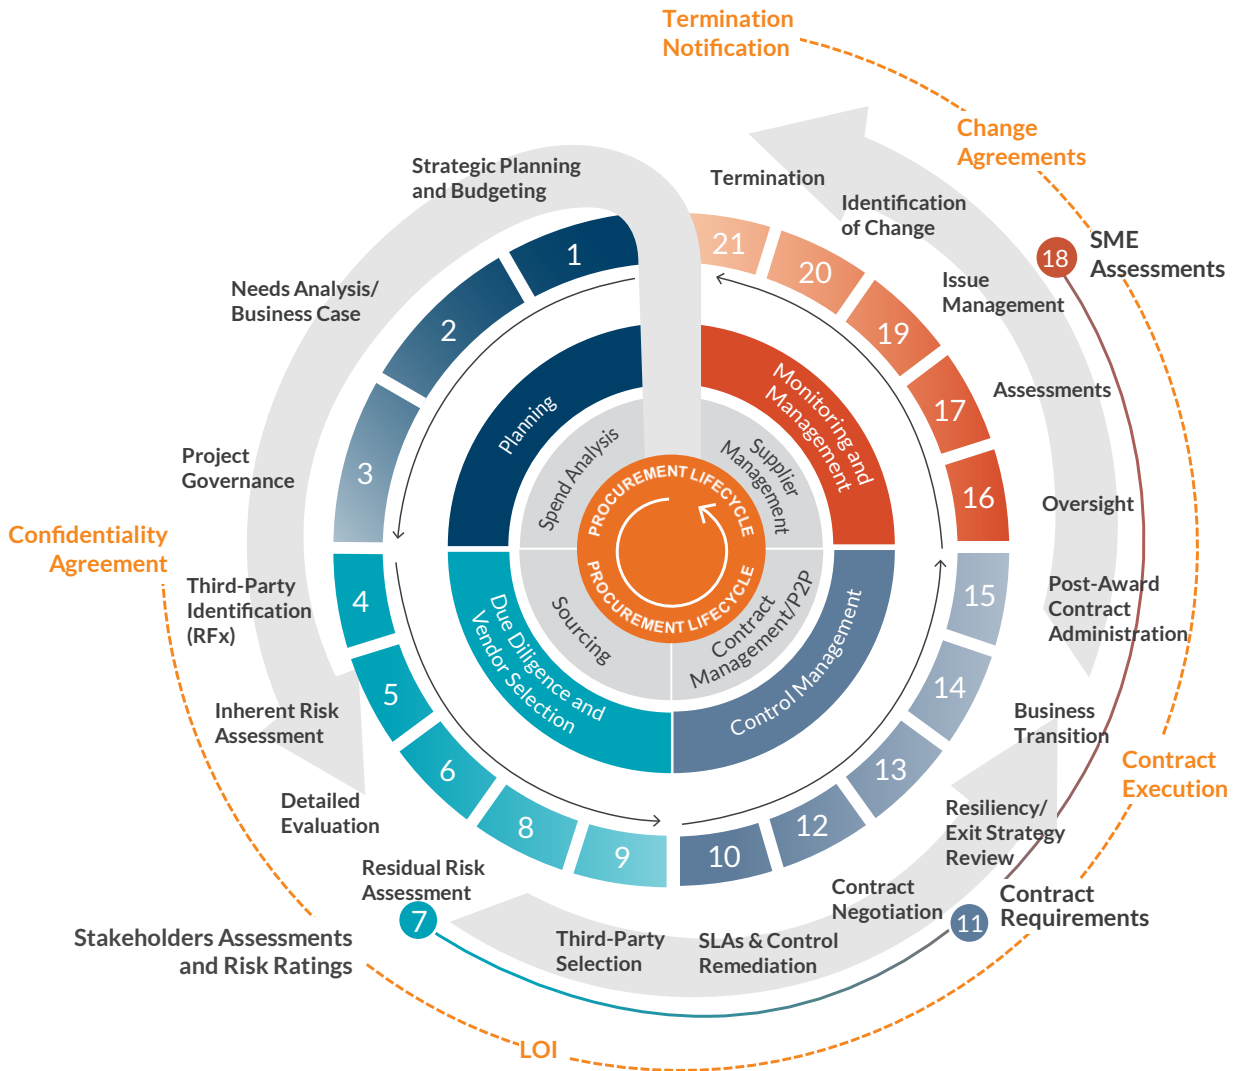 Termination
Notification
Change
Agreements
Strategic Planning
and Budgeting
Termination
Identification
of Change
SME
Assessments
18
1
21
20
Needs Analysis/
Business Case
Issue
Management
2
19
Planning
Monitoring and
Management
Assessments
17
Spend Analysis
Supplier
Management
Project
Governance
3
PROCUREMENT LIFECYCLE
16
Oversight
Confidentiality
Agreement
Third-Party
Identification
(RFx)
4
PROCUREMENT LIFECYCLE
15
Post-Award
Contract
Administration
Sourcing
Contract
Management/P2P
Due Diligence and
Vendor Selection
Control Management
5
14
Inherent Risk
Assessment
Business
Transition
6
13
Contract
Execution
Detailed
Evaluation
8
9
10
12
Resiliency/
Exit Strategy
Review
Residual Risk
Assessment
Contract
Negotiation
7
11
Contract
Requirements
Stakeholders Assessments
and Risk Ratings
Third-Party
Selection
SLAs & Control
Remediation
LOI